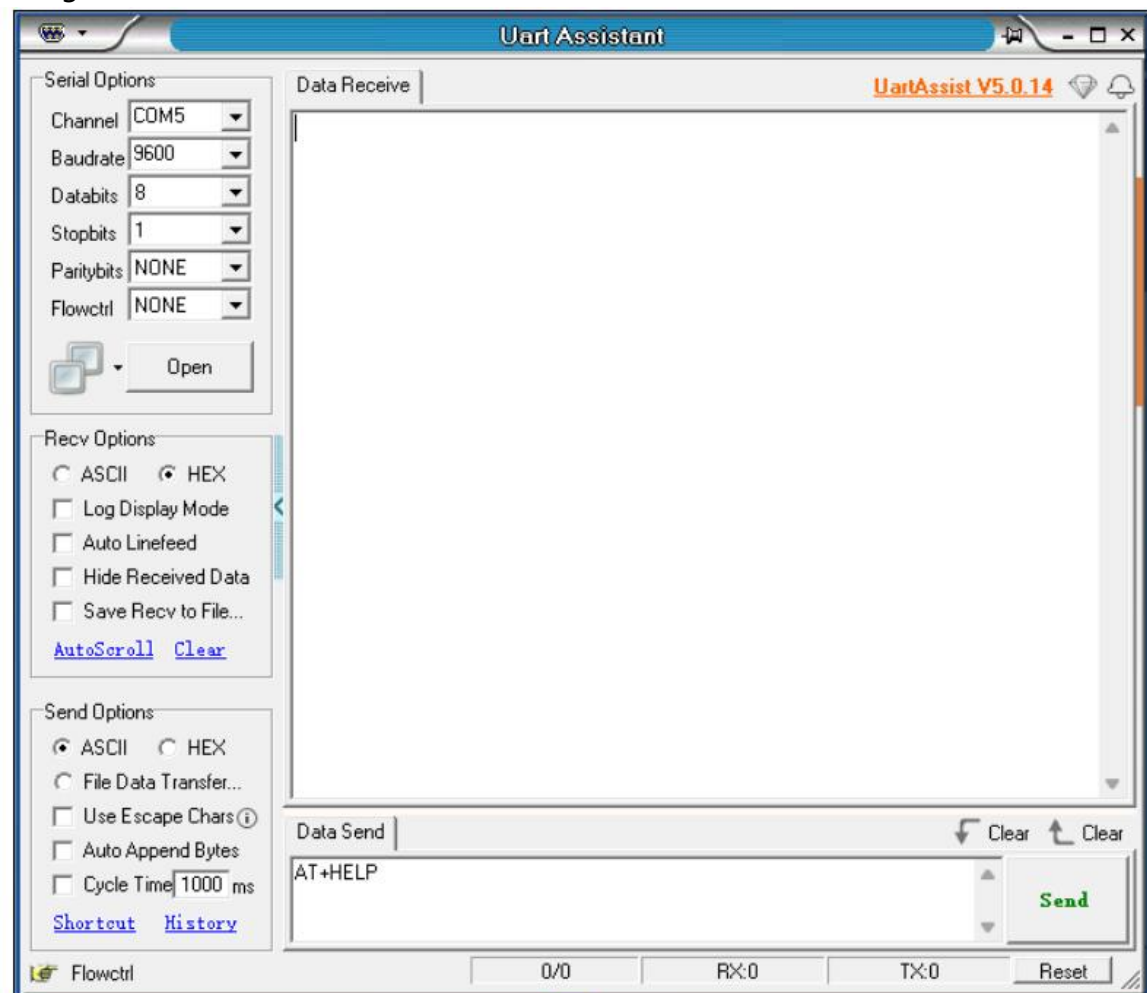 Uart Assistant
Serial Options
Channel COM5
Baudrate 9600
Databits 8
Stopbits 1
Paritybits NONE
Flowctrl NONE
Open
Recv Options
ASCII HEX
Log Display Mode
Auto Linefeed
Hide Received Data
Save Recv to File...
AutoScroll Clear
Send Options
ASCII HEX
File Data Transfer...
Use Escape Chars
Auto Append Bytes
Cycle Time 1000 ms
Shortcut History
Data Receive
UartAssist V5.0.14
Data Send
Clear Clear
AT+HELP
Send
Flowctrl 0/0 RX:0 TX:0 Reset